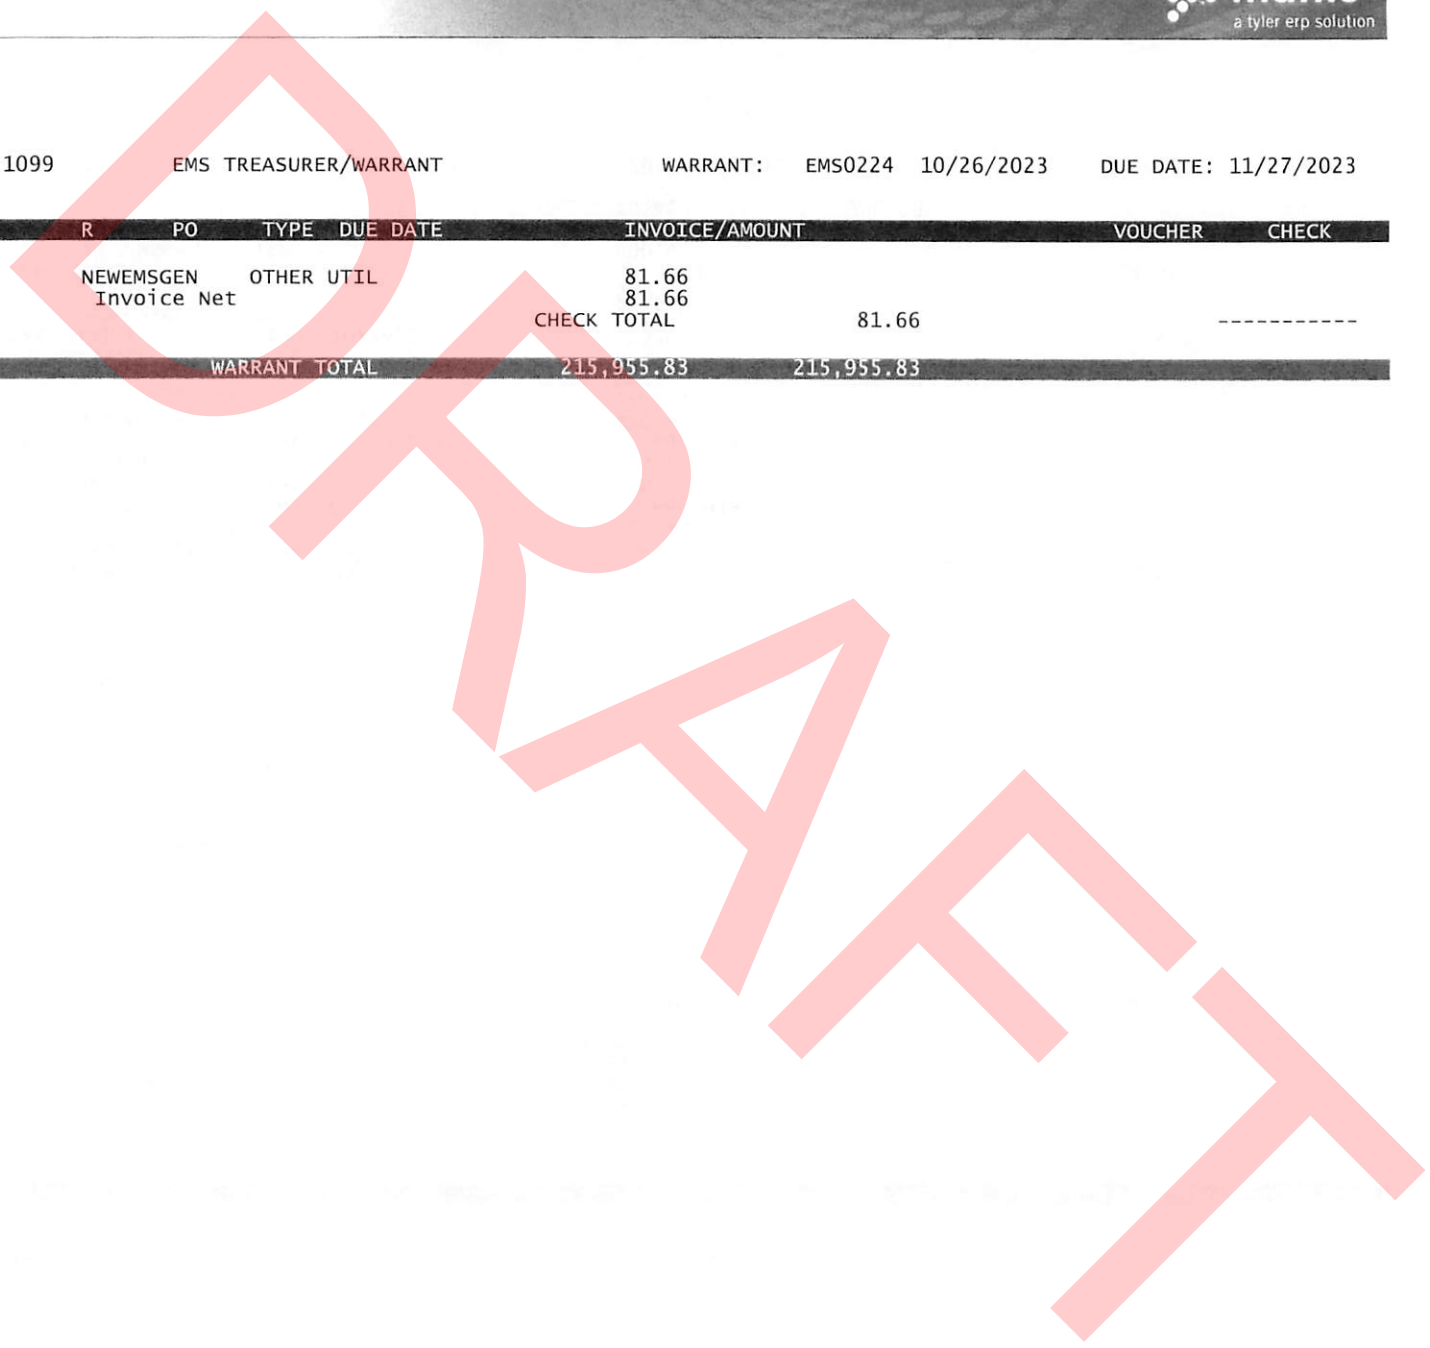 a tyler erp solution
1099 EMS TREASURER/WARRANT WARRANT: EMS0224 10/26/2023 DUE DATE: 11/27/2023
R PO TYPE DUE DATE INVOICE/AMOUNT VOUCHER CHECK
NEWEMSGEN OTHER UTIL 81.66
Invoice Net 81.66
CHECK TOTAL 81.66 -----------
WARRANT TOTAL 215,955.83 215,955.83
DRAFT